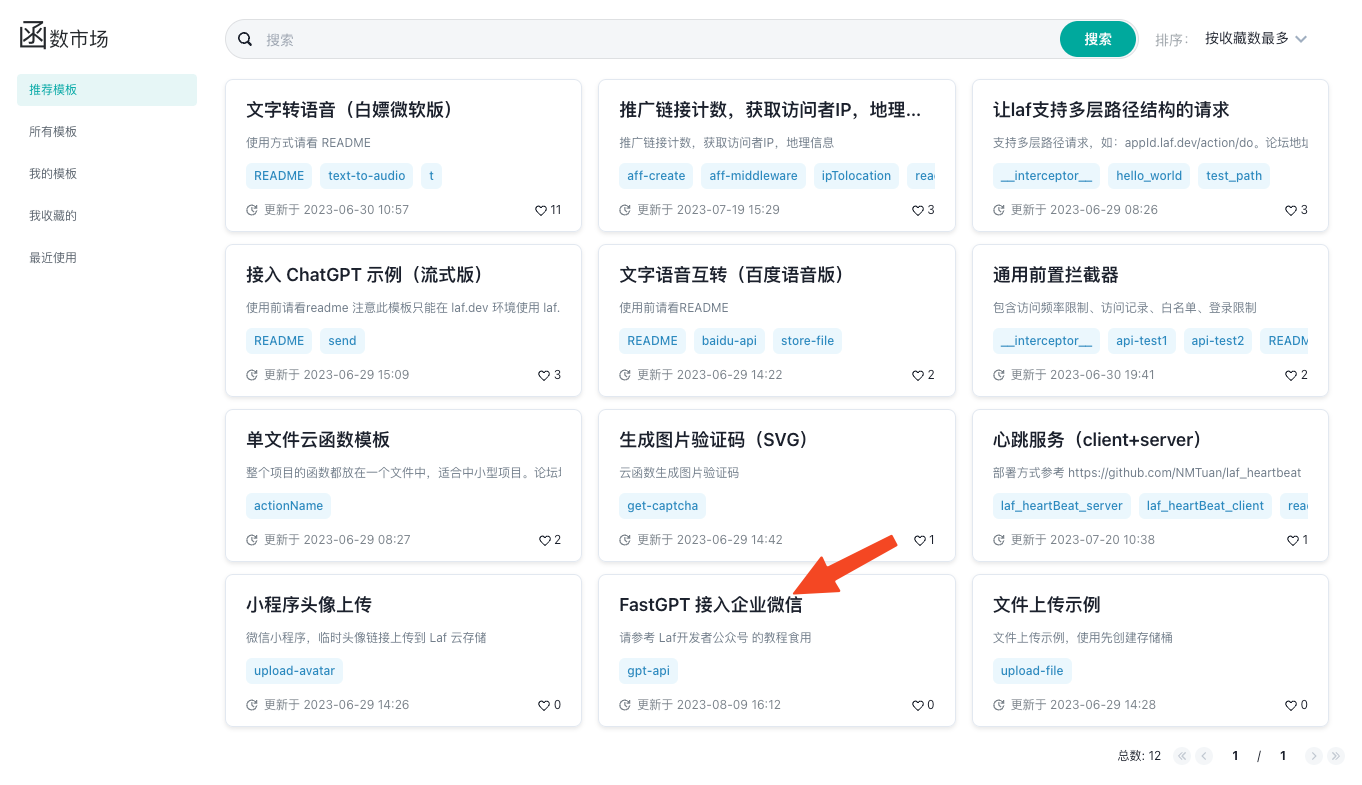 函数市场
搜索
搜索
排序：
按收藏数最多
推荐模板
所有模板
我的模板
我收藏的
最近使用
文字转语音（白嫖微软版）
使用方式请看 README
README text-to-audio t
更新于 2023-06-30 10:57 11
推广链接计数，获取访问者IP，地理...
推广链接计数，获取访问者IP，地理信息
aff-create aff-middleware ipTolocation rea
更新于 2023-07-19 15:29 3
让laf支持多层路径结构的请求
支持多层路径请求，如：appId.laf.dev/action/do。论坛地址
__interceptor__ hello_world test_path
更新于 2023-06-29 08:26 3
接入 ChatGPT 示例（流式版）
使用前请看readme 注意此模板只能在 laf.dev 环境使用 laf.
README send
更新于 2023-06-29 15:09 3
文字语音互转（百度语音版）
使用前请看README
README baidu-api store-file
更新于 2023-06-29 14:22 2
通用前置拦截器
包含访问频率限制、访问记录、白名单、登录限制
__interceptor__ api-test1 api-test2 READM
更新于 2023-06-30 19:41 2
单文件云函数模板
整个项目的函数都放在一个文件中，适合中小型项目。论坛
actionName
更新于 2023-06-29 08:27 2
生成图片验证码（SVG）
云函数生成图片验证码
get-captcha
更新于 2023-06-29 14:42 1
心跳服务（client+server）
部署方式参考 https://github.com/NMTuan/laf_heartbeat
laf_heartBeat_server laf_heartBeat_client rea
更新于 2023-07-20 10:38 1
小程序头像上传
微信小程序，临时头像链接上传到 Laf 云存储
upload-avatar
更新于 2023-06-29 14:26 0
FastGPT 接入企业微信
请参考 Laf开发者公众号 的教程食用
gpt-api
更新于 2023-08-09 16:12 0
文件上传示例
文件上传示例，使用先创建存储桶
upload-file
更新于 2023-06-29 14:28 0
总数: 12 « ‹ 1 / 1 › »